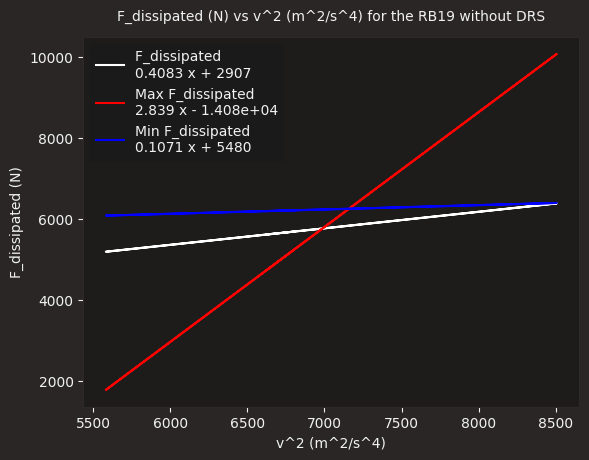 F_dissipated (N) vs v^2 (m^2/s^4) for the RB19 without DRS
F_dissipated
0.4083 x + 2907
Max F_dissipated
2.839 x - 1.408e+04
Min F_dissipated
0.1071 x + 5480
F_dissipated (N)
10000
8000
6000
4000
2000
5500 6000 6500 7000 7500 8000 8500
v^2 (m^2/s^4)